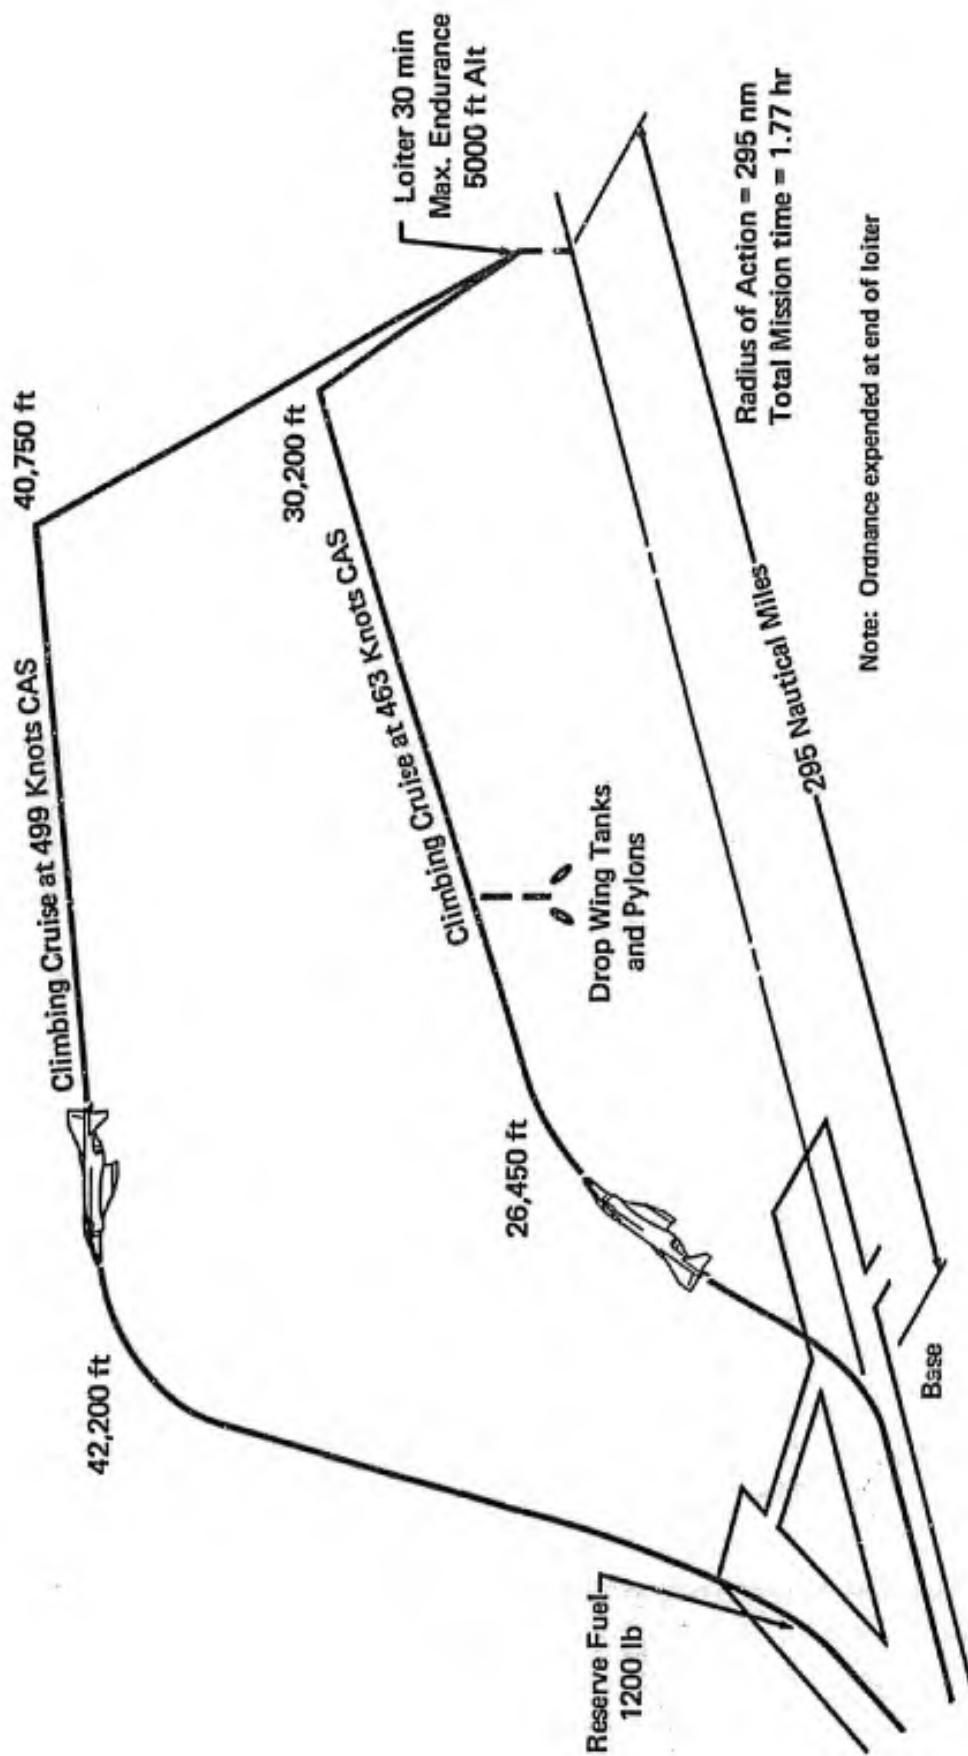 42,200 ft
Climbing Cruise at 499 Knots CAS
40,750 ft
Loiter 30 min
Max. Endurance
5000 ft Alt
26,450 ft
Climbing Cruise at 463 Knots CAS
30,200 ft
Drop Wing Tanks
and Pylons
Reserve Fuel
1200 lb
Base
295 Nautical Miles
Radius of Action = 295 nm
Total Mission time = 1.77 hr
Note: Ordnance expended at end of loiter